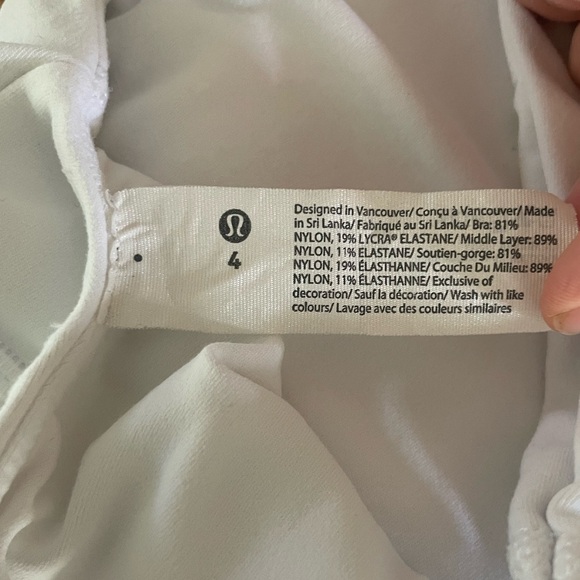 4
Designed in Vancouver/ Conçu à Vancouver/ Made
in Sri Lanka/ Fabriqué au Sri Lanka/ Bra: 81%
NYLON, 19% LYCRA® ELASTANE/ Middle Layer: 89%
NYLON, 11% ELASTANE/ Soutien-gorge: 81%
NYLON, 19% ÉLASTHANNE/ Couche Du Milieu: 89%
NYLON, 11% ÉLASTHANNE/ Exclusive of
decoration/ Sauf la décoration/ Wash with like
colours/ Lavage avec des couleurs similaires